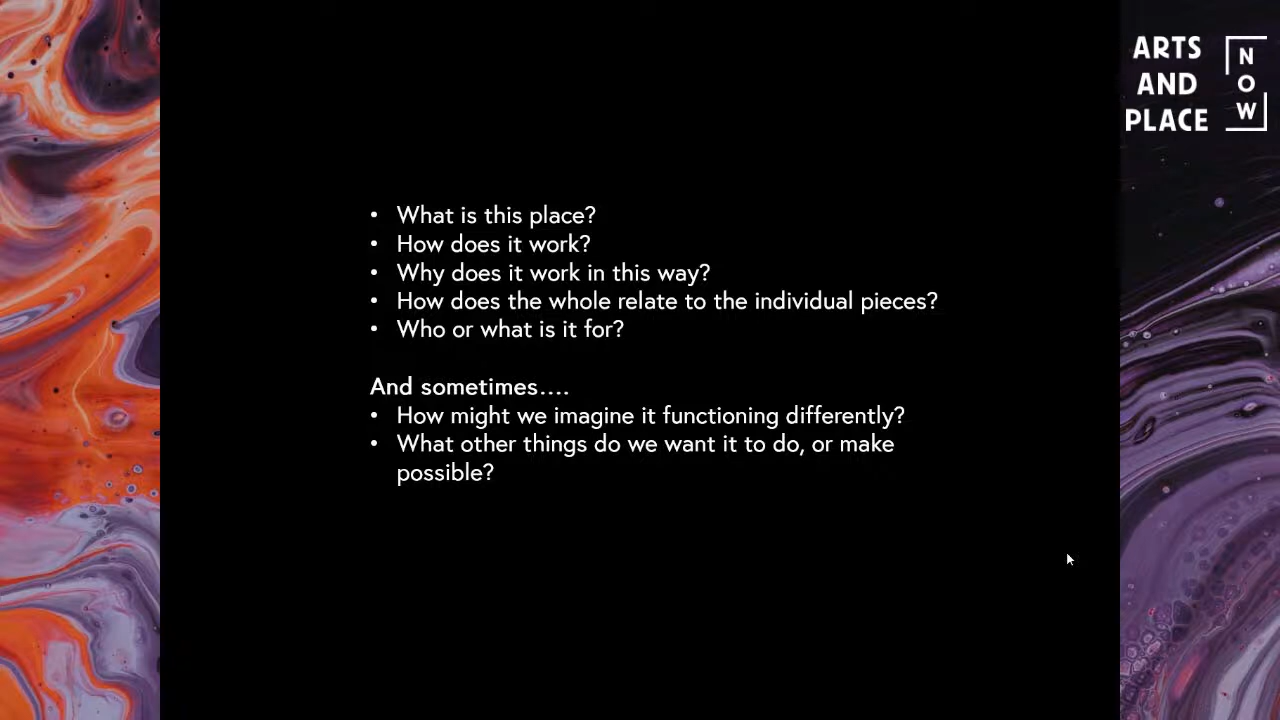 ARTS
AND
PLACE
N
O
W
• What is this place?
• How does it work?
• Why does it work in this way?
• How does the whole relate to the individual pieces?
• Who or what is it for?
And sometimes....
• How might we imagine it functioning differently?
• What other things do we want it to do, or make
possible?